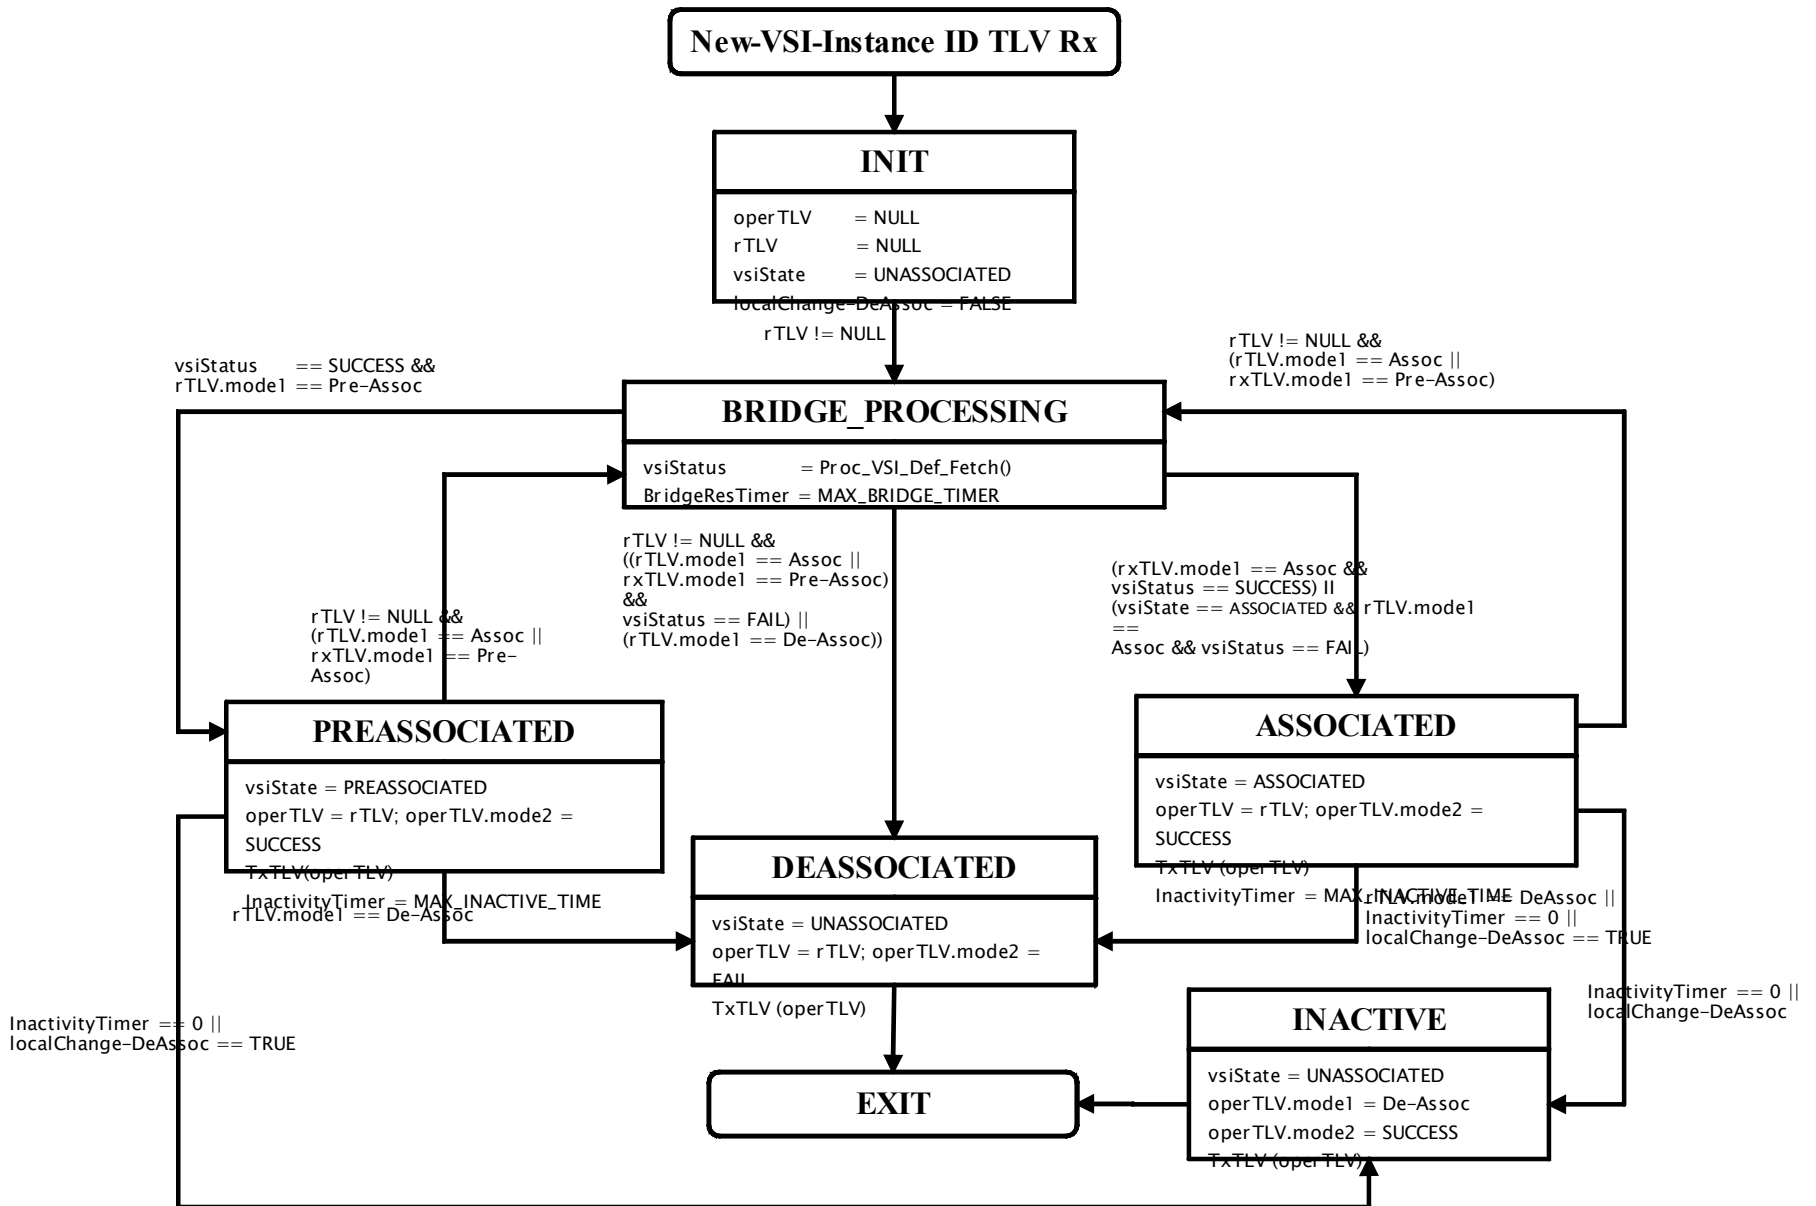 New-VSI-Instance ID TLV Rx
INIT
operTLV = NULL
rTLV = NULL
vsiState = UNASSOCIATED
localChange-DeAssoc = FALSE
rTLV != NULL
vsiStatus == SUCCESS &&
rTLV.mode1 == Pre-Assoc
rTLV != NULL &&
(rTLV.mode1 == Assoc ||
rxTLV.mode1 == Pre-Assoc)
BRIDGE_PROCESSING
vsiStatus = Proc_VSI_Def_Fetch()
BridgeResTimer = MAX_BRIDGE_TIMER
rTLV != NULL &&
((rTLV.mode1 == Assoc ||
rxTLV.mode1 == Pre-Assoc)
&&
vsiStatus == FAIL) ||
(rTLV.mode1 == De-Assoc))
(rxTLV.mode1 == Assoc &&
vsiStatus == SUCCESS) II
(vsiState == ASSOCIATED && rTLV.mode1
==
Assoc && vsiStatus == FAIL)
rTLV != NULL &&
(rTLV.mode1 == Assoc ||
rxTLV.mode1 == Pre-
Assoc)
PREASSOCIATED
vsiState = PREASSOCIATED
operTLV = rTLV; operTLV.mode2 =
SUCCESS
TxTLV(operTLV)
InactivityTimer = MAX_INACTIVE_TIME
rTLV.mode1 == De-Assoc
ASSOCIATED
vsiState = ASSOCIATED
operTLV = rTLV; operTLV.mode2 =
SUCCESS
TxTLV (operTLV)
InactivityTimer = MAX_INACTIVE_TIME
rTLV.mode1 == DeAssoc ||
InactivityTimer == 0 ||
localChange-DeAssoc == TRUE
DEASSOCIATED
vsiState = UNASSOCIATED
operTLV = rTLV; operTLV.mode2 =
FAIL
TxTLV (operTLV)
InactivityTimer == 0 ||
localChange-DeAssoc == TRUE
InactivityTimer == 0 ||
localChange-DeAssoc
INACTIVE
vsiState = UNASSOCIATED
operTLV.mode1 = De-Assoc
operTLV.mode2 = SUCCESS
TxTLV (operTLV)
EXIT